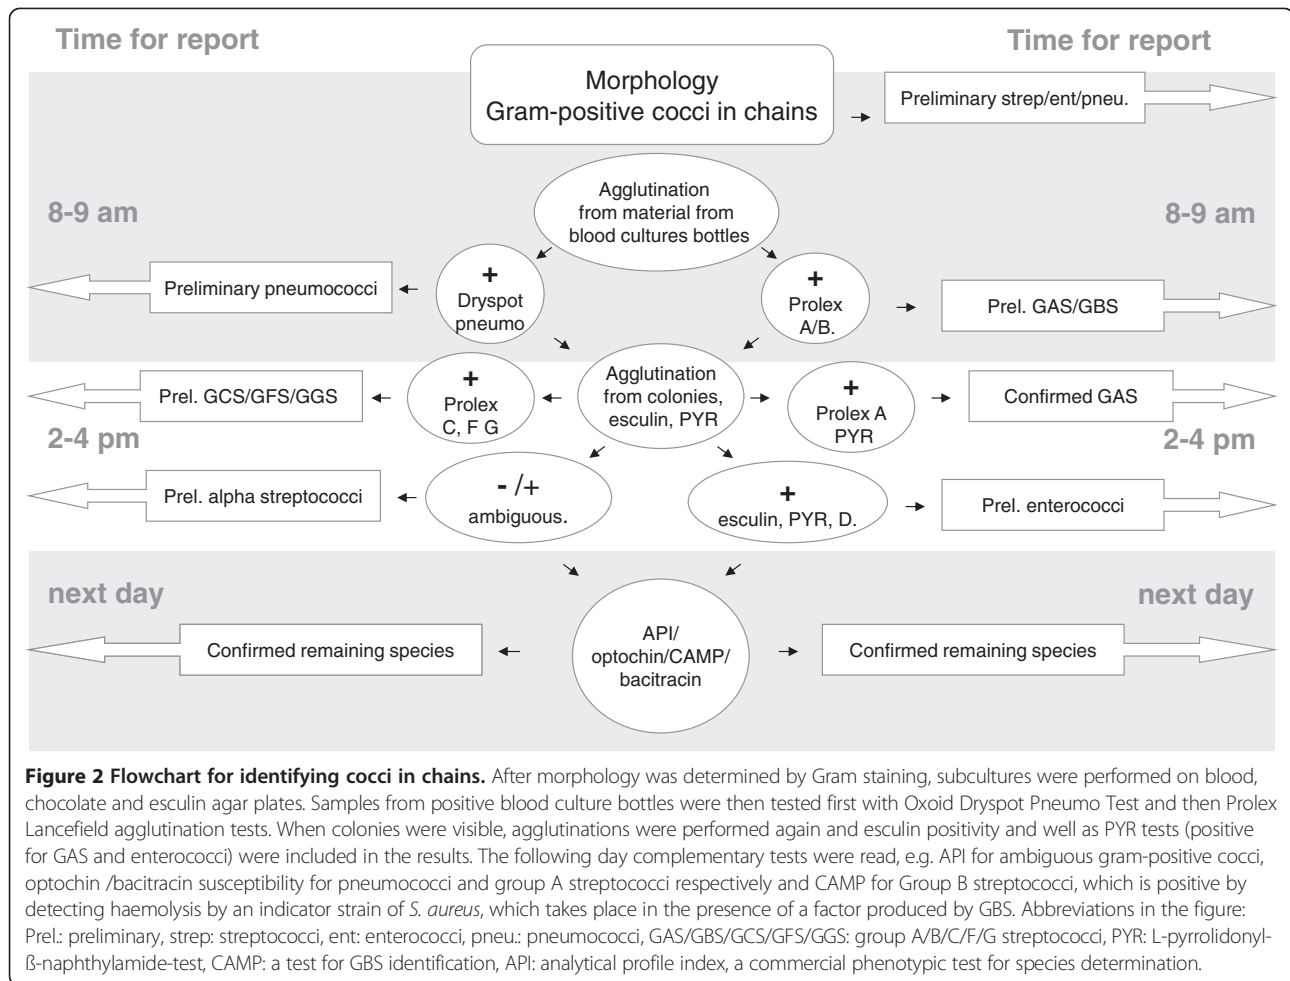 Time for report
Time for report
Morphology
Gram-positive cocci in chains
Preliminary strep/ent/pneu.
8-9 am
8-9 am
Agglutination
from material from
blood cultures bottles
Preliminary pneumococci
+
Dryspot
pneumo
+
Prolex
A/B.
Prel. GAS/GBS
Prel. GCS/GFS/GGS
+
Prolex
C, F G
Agglutination
from colonies,
esculin, PYR
+
Prolex A
PYR
Confirmed GAS
2-4 pm
2-4 pm
Prel. alpha streptococci
- /+
ambiguous.
+
esculin, PYR, D.
Prel. enterococci
next day
next day
Confirmed remaining species
API/
optochin/CAMP/
bacitracin
Confirmed remaining species
Figure 2 Flowchart for identifying cocci in chains. After morphology was determined by Gram staining, subcultures were performed on blood,
chocolate and esculin agar plates. Samples from positive blood culture bottles were then tested first with Oxoid Dryspot Pneumo Test and then Prolex
Lancefield agglutination tests. When colonies were visible, agglutinations were performed again and esculin positivity and well as PYR tests (positive
for GAS and enterococci) were included in the results. The following day complementary tests were read, e.g. API for ambiguous gram-positive cocci,
optochin /bacitracin susceptibility for pneumococci and group A streptococci respectively and CAMP for Group B streptococci, which is positive by
detecting haemolysis by an indicator strain of S. aureus, which takes place in the presence of a factor produced by GBS. Abbreviations in the figure:
Prel.: preliminary, strep: streptococci, ent: enterococci, pneu.: pneumococci, GAS/GBS/GCS/GFS/GGS: group A/B/C/F/G streptococci, PYR: L-pyrrolidonyl-
ß-naphthylamide-test, CAMP: a test for GBS identification, API: analytical profile index, a commercial phenotypic test for species determination.